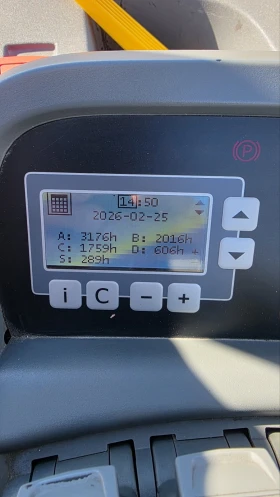 P
14:50
2026-02-25
A: 3176h B: 2016h
C: 1759h D: 606h +
S: 289h
i C - +